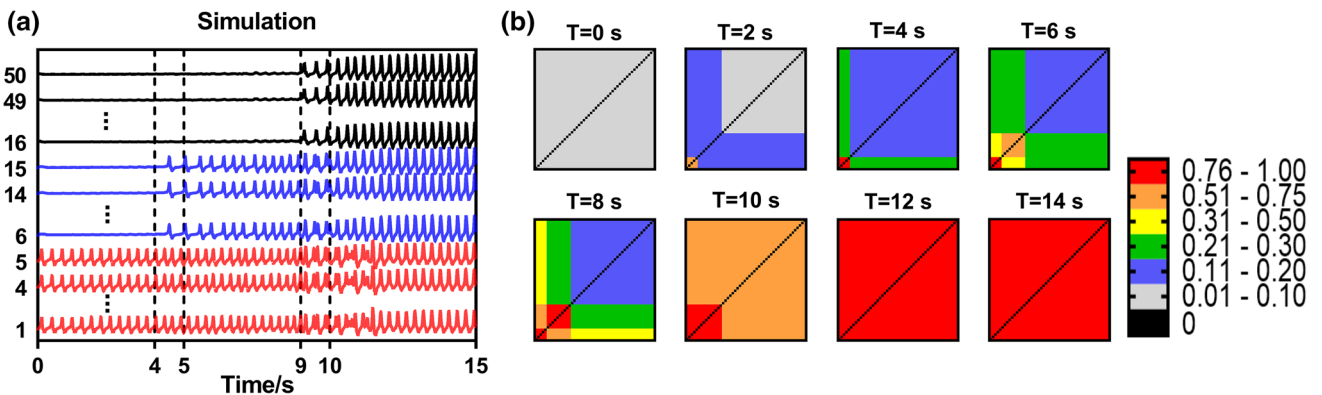 (a)
Simulation
50
49
16
15
14
6
5
4
1
0 4 5 9 10 15
Time/s
(b)
T=0 s T=2 s T=4 s T=6 s
T=8 s T=10 s T=12 s T=14 s
0.76 - 1.00
0.51 - 0.75
0.31 - 0.50
0.21 - 0.30
0.11 - 0.20
0.01 - 0.10
0